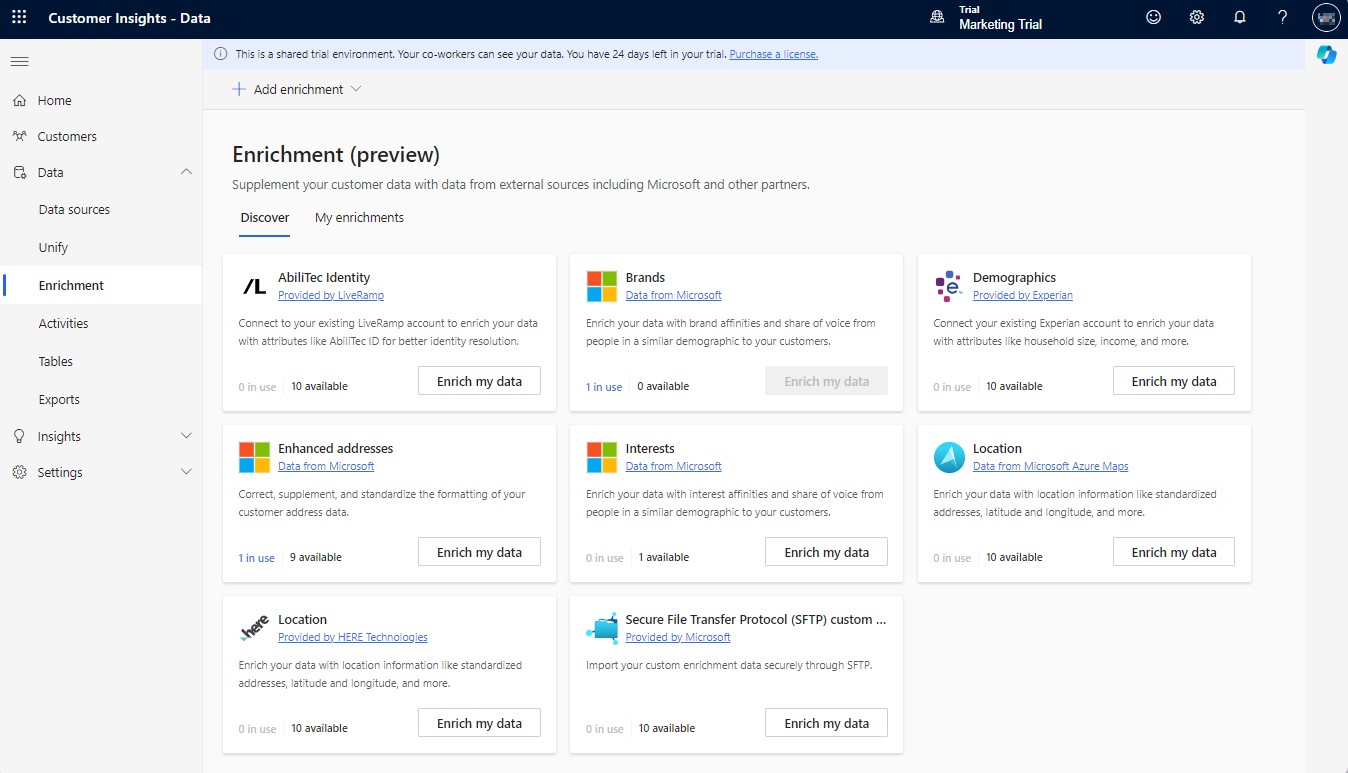 Customer Insights - Data
Trial
Marketing Trial
?
This is a shared trial environment. Your co-workers can see your data. You have 24 days left in your trial. Purchase a license.
Add enrichment
Home
Customers
Data
Data sources
Unify
Enrichment
Activities
Tables
Exports
Insights
Settings
Enrichment (preview)
Supplement your customer data with data from external sources including Microsoft and other partners.
Discover
My enrichments
AbiliTec Identity
Provided by LiveRamp
Connect to your existing LiveRamp account to enrich your data
with attributes like AbiliTec ID for better identity resolution.
0 in use
10 available
Enrich my data
Brands
Data from Microsoft
Enrich your data with brand affinities and share of voice from
people in a similar demographic to your customers.
1 in use
0 available
Enrich my data
Demographics
Provided by Experian
Connect your existing Experian account to enrich your data
with attributes like household size, income, and more.
0 in use
10 available
Enrich my data
Enhanced addresses
Data from Microsoft
Correct, supplement, and standardize the formatting of your
customer address data.
1 in use
9 available
Enrich my data
Interests
Data from Microsoft
Enrich your data with interest affinities and share of voice from
people in a similar demographic to your customers.
0 in use
1 available
Enrich my data
Location
Data from Microsoft Azure Maps
Enrich your data with location information like standardized
addresses, latitude and longitude, and more.
0 in use
10 available
Enrich my data
here
Location
Provided by HERE Technologies
Enrich your data with location information like standardized
addresses, latitude and longitude, and more.
0 in use
10 available
Enrich my data
Secure File Transfer Protocol (SFTP) custom ...
Provided by Microsoft
Import your custom enrichment data securely through SFTP.
0 in use
10 available
Enrich my data